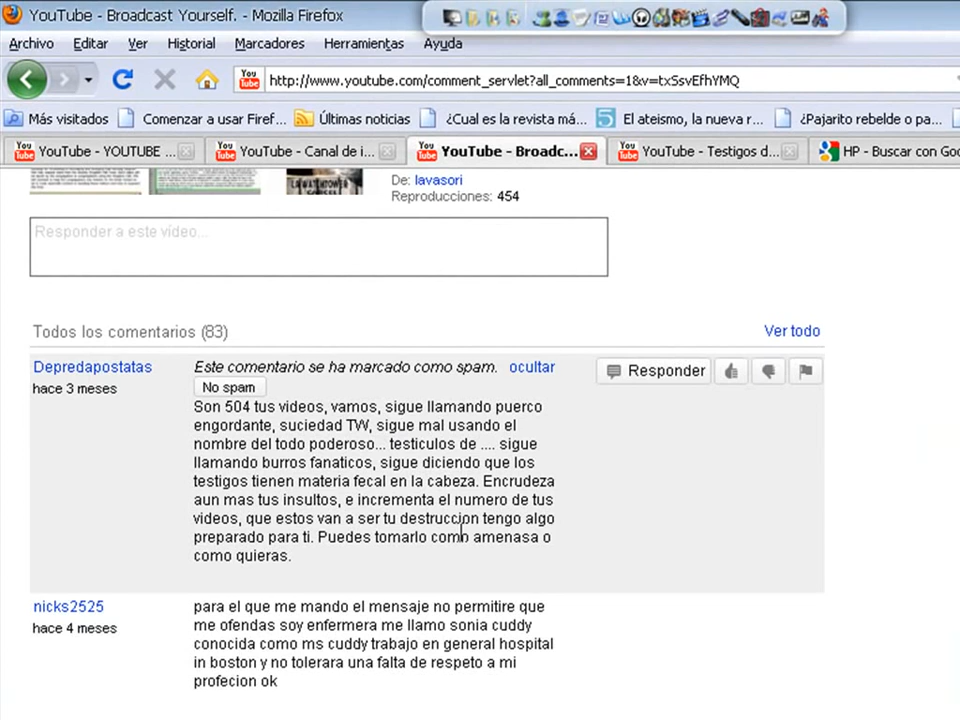 YouTube - Broadcast Yourself. - Mozilla Firefox
Archivo Editar Ver Historial Marcadores Herramientas Ayuda
http://www.youtube.com/comment_servlet?all_comments=1&v=txSsvEfhYMQ
Más visitados Comenzar a usar Firef... Últimas noticias ¿Cual es la revista má... El ateismo, la nueva r... ¿Pajarito rebelde o pa...
YouTube - YOUTUBE ... YouTube - Canal de i... YouTube - Broadc... YouTube - Testigos d... HP - Buscar con Goo
De: lavasori
Reproducciones: 454
Responder a este vídeo...
Todos los comentarios (83) Ver todo
Depredapostatas Este comentario se ha marcado como spam. ocultar Responder
hace 3 meses No spam
Son 504 tus videos, vamos, sigue llamando puerco
engordante, suciedad TW, sigue mal usando el
nombre del todo poderoso... testiculos de .... sigue
llamando burros fanaticos, sigue diciendo que los
testigos tienen materia fecal en la cabeza. Encrudeza
aun mas tus insultos, e incrementa el numero de tus
videos, que estos van a ser tu destruccion tengo algo
preparado para ti. Puedes tomarlo como amenasa o
como quieras.
nicks2525 para el que me mando el mensaje no permitire que
hace 4 meses me ofendas soy enfermera me llamo sonia cuddy
conocida como ms cuddy trabajo en general hospital
in boston y no tolerara una falta de respeto a mi
profecion ok